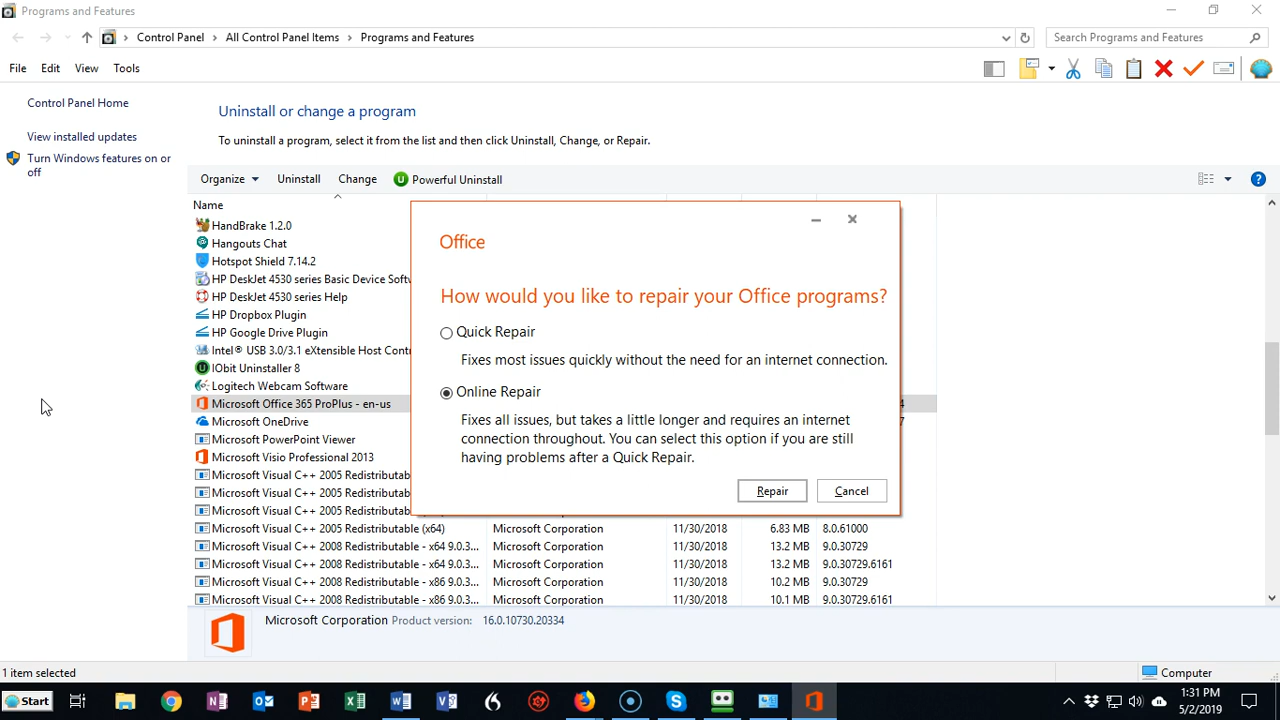 Programs and Features
Control Panel
All Control Panel Items
Programs and Features
Search Programs and Features
File
Edit
View
Tools
Control Panel Home
View installed updates
Turn Windows features on or
off
Uninstall or change a program
To uninstall a program, select it from the list and then click Uninstall, Change, or Repair.
Organize
Uninstall
Change
U
Powerful Uninstall
?
Name
HandBrake 1.2.0
Hangouts Chat
Hotspot Shield 7.14.2
HP DeskJet 4530 series Basic Device Softw
HP DeskJet 4530 series Help
HP Dropbox Plugin
HP Google Drive Plugin
Intel® USB 3.0/3.1 eXtensible Host Contr
IObit Uninstaller 8
Logitech Webcam Software
Microsoft Office 365 ProPlus - en-us
4
Microsoft OneDrive
7
Microsoft PowerPoint Viewer
Microsoft Visio Professional 2013
Microsoft Visual C++ 2005 Redistributab
Microsoft Visual C++ 2005 Redistributab
Microsoft Visual C++ 2005 Redistributab
Microsoft Visual C++ 2005 Redistributable (x64) Microsoft Corporation 11/30/2018 6.83 MB 8.0.61000
Microsoft Visual C++ 2008 Redistributable - x64 9.0.3... Microsoft Corporation 11/30/2018 13.2 MB 9.0.30729
Microsoft Visual C++ 2008 Redistributable - x64 9.0.3... Microsoft Corporation 11/30/2018 13.2 MB 9.0.30729.6161
Microsoft Visual C++ 2008 Redistributable - x86 9.0.3... Microsoft Corporation 11/30/2018 10.2 MB 9.0.30729
Microsoft Visual C++ 2008 Redistributable - x86 9.0.3... Microsoft Corporation 11/30/2018 10.1 MB 9.0.30729.6161
Office
How would you like to repair your Office programs?
Quick Repair
Fixes most issues quickly without the need for an internet connection.
Online Repair
Fixes all issues, but takes a little longer and requires an internet
connection throughout. You can select this option if you are still
having problems after a Quick Repair.
Repair
Cancel
Microsoft Corporation Product version: 16.0.10730.20334
1 item selected
Computer
Start
1:31 PM
5/2/2019